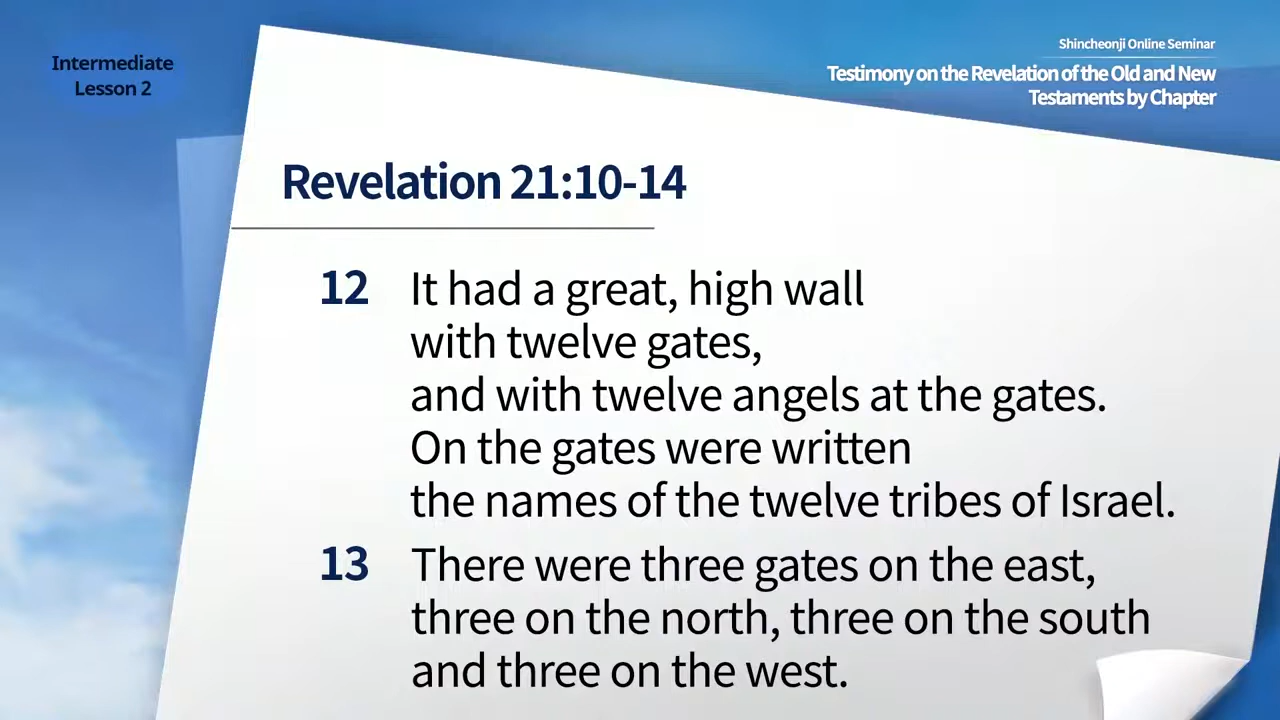 Intermediate
Lesson 2
Shincheonji Online Seminar
Testimony on the Revelation of the Old and New
Testaments by Chapter
Revelation 21:10-14
12 It had a great, high wall
with twelve gates,
and with twelve angels at the gates.
On the gates were written
the names of the twelve tribes of Israel.
13 There were three gates on the east,
three on the north, three on the south
and three on the west.